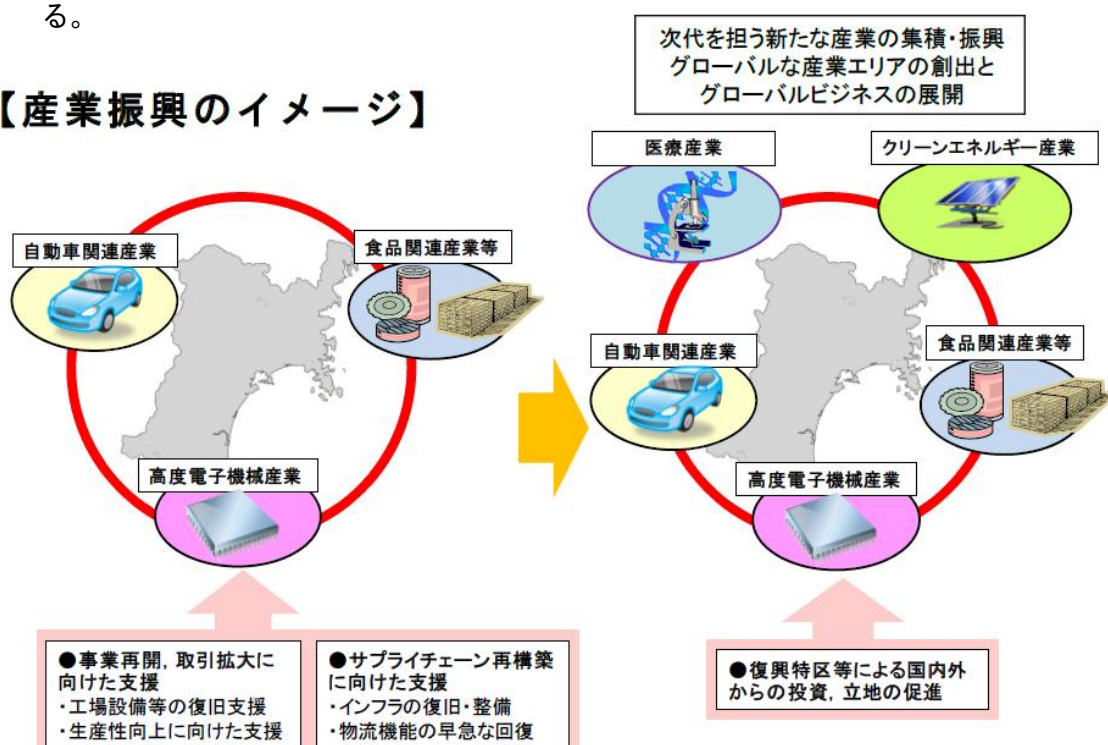 る。
【産業振興のイメージ】
次代を担う新たな産業の集積・振興
グローバルな産業エリアの創出と
グローバルビジネスの展開
自動車関連産業
食品関連産業等
高度電子機械産業
●事業再開，取引拡大に
向けた支援
・工場設備等の復旧支援
・生産性向上に向けた支援
●サプライチェーン再構築
に向けた支援
・インフラの復旧・整備
・物流機能の早急な回復
医療産業
クリーンエネルギー産業
自動車関連産業
食品関連産業等
高度電子機械産業
●復興特区等による国内外
からの投資，立地の促進